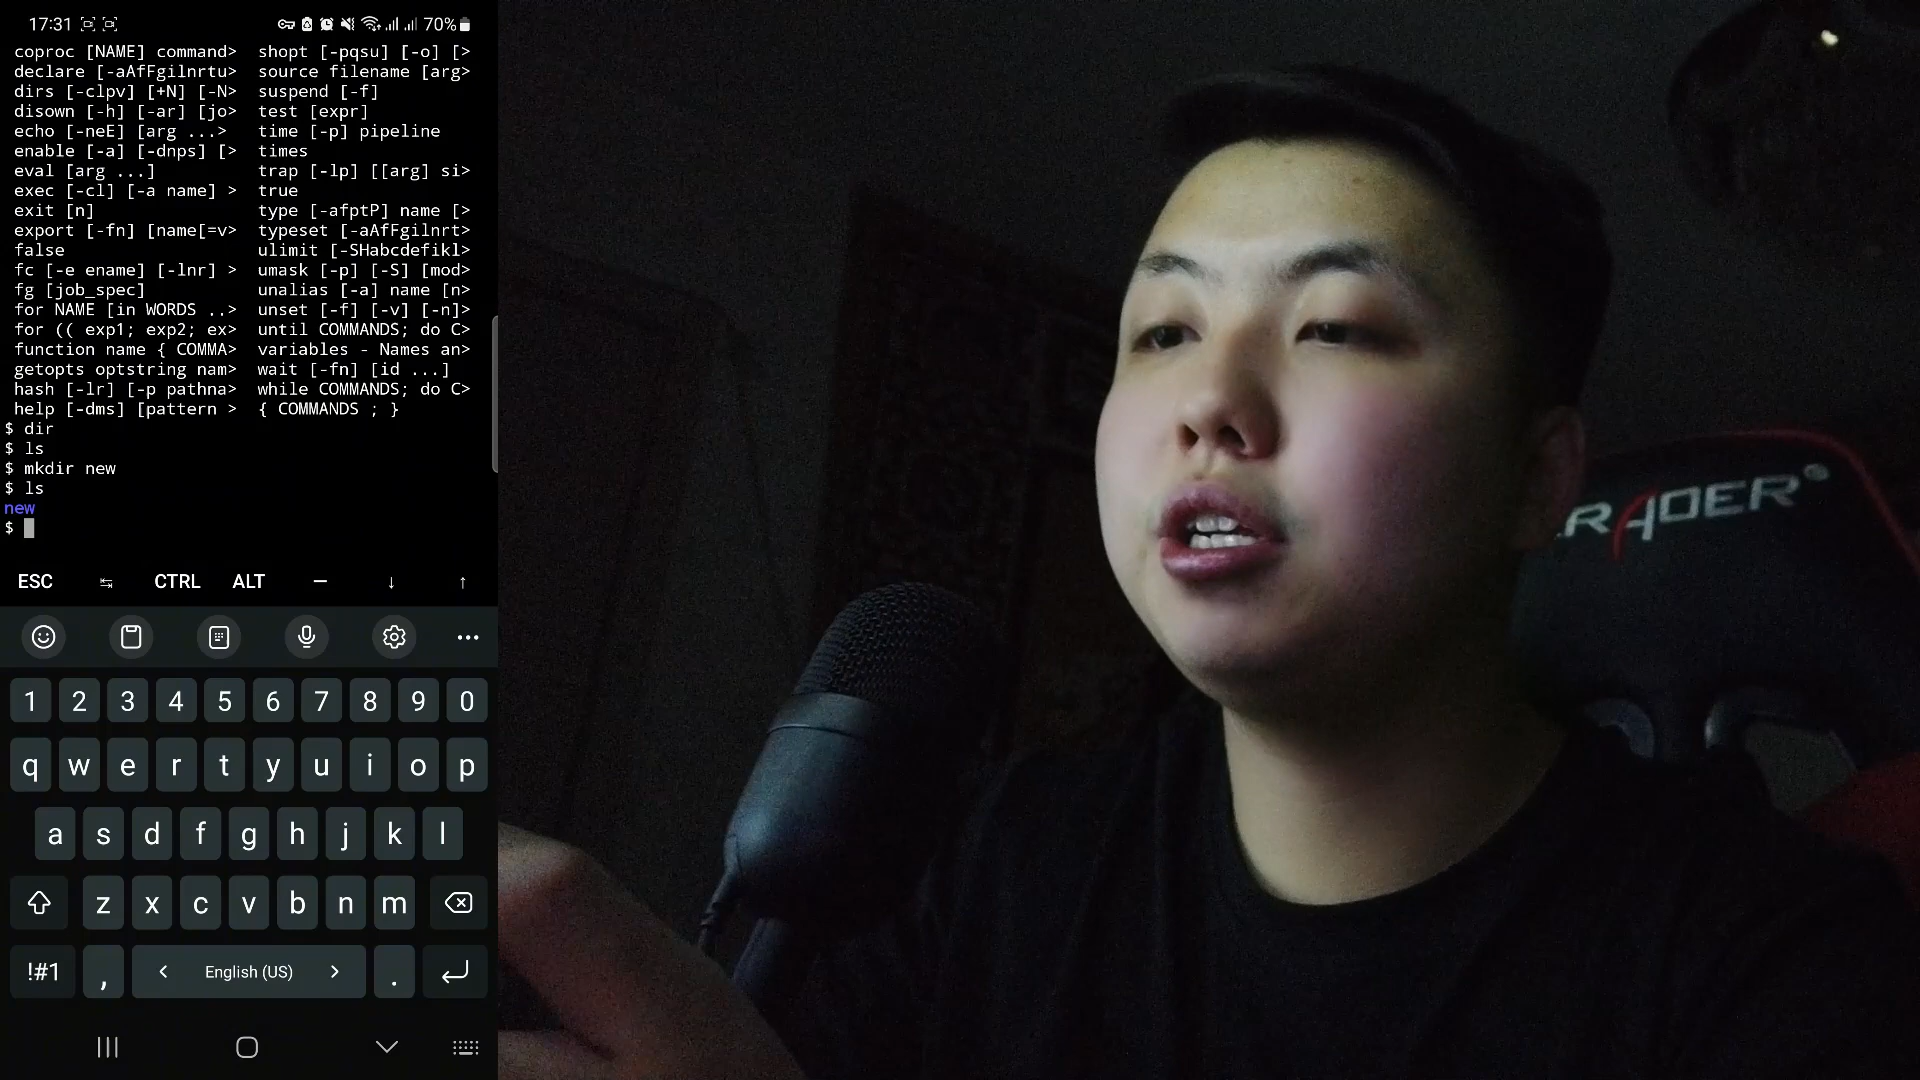 17:31 70%
coproc [NAME] command> shopt [-pqsu] [-o] [>
declare [-aAfFgilnrtu> source filename [arg>
dirs [-clpv] [+N] [-N> suspend [-f]
disown [-h] [-ar] [jo> test [expr]
echo [-neE] [arg ...> time [-p] pipeline
enable [-a] [-dnps] [> times
eval [arg ...] trap [-lp] [[arg] si>
exec [-cl] [-a name] > true
exit [n] type [-afptP] name [>
export [-fn] [name[=v> typeset [-aAfFgilnrt>
false ulimit [-SHabcdefikl>
fc [-e ename] [-lnr] > umask [-p] [-S] [mod>
fg [job_spec] unalias [-a] name [n>
for NAME [in WORDS ..> unset [-f] [-v] [-n]>
for (( exp1; exp2; ex> until COMMANDS; do C>
function name { COMMA> variables - Names an>
getopts optstring nam> wait [-fn] [id ...]
hash [-lr] [-p pathna> while COMMANDS; do C>
help [-dms] [pattern > { COMMANDS ; }
$ dir
$ ls
$ mkdir new
$ ls
new
$
ESC ↹ CTRL ALT — ↓ ↑
1 2 3 4 5 6 7 8 9 0
q w e r t y u i o p
a s d f g h j k l
z x c v b n m
!#1 , < English (US) > .
RADER®